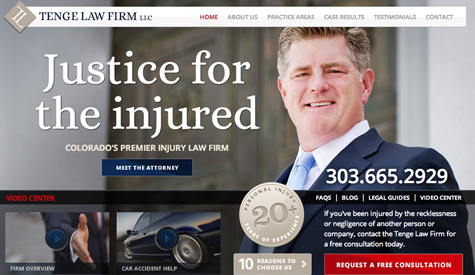 TENGE LAW FIRM LLC
HOME ABOUT US PRACTICE AREAS CASE RESULTS TESTIMONIALS CONTACT
Justice for
the injured
COLORADO'S PREMIER INJURY LAW FIRM
MEET THE ATTORNEY
303.665.2929
FAQS | BLOG | LEGAL GUIDES | VIDEO CENTER
VIDEO CENTER
FIRM OVERVIEW
CAR ACCIDENT HELP
PERSONAL INJURY
20+
YEARS OF EXPERIENCE
10 REASONS TO
CHOOSE US
If you've been injured by the recklessness
or negligence of another person or
company, contact the Tenge Law Firm for
a free consultation today.
REQUEST A FREE CONSULTATION